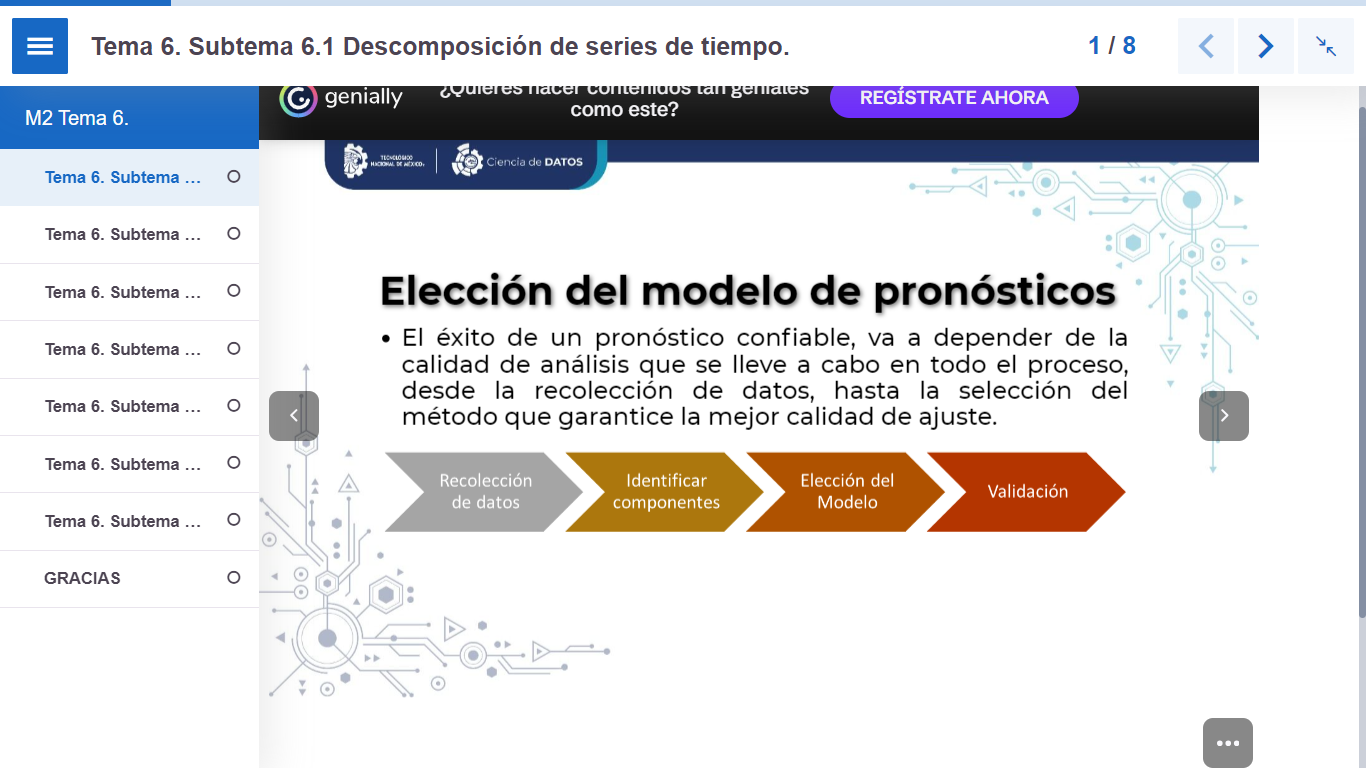 Tema 6. Subtema 6.1 Descomposición de series de tiempo.
1 / 8
M2 Tema 6.
Tema 6. Subtema ...
Tema 6. Subtema ...
Tema 6. Subtema ...
Tema 6. Subtema ...
Tema 6. Subtema ...
Tema 6. Subtema ...
Tema 6. Subtema ...
GRACIAS
genially
¿Quieres hacer contenidos tan geniales
como este?
REGÍSTRATE AHORA
TECNOLÓGICO
NACIONAL DE MÉXICO
Ciencia de DATOS
Elección del modelo de pronósticos
• El éxito de un pronóstico confiable, va a depender de la
calidad de análisis que se lleve a cabo en todo el proceso,
desde la recolección de datos, hasta la selección del
método que garantice la mejor calidad de ajuste.
Recolección
de datos
Identificar
componentes
Elección del
Modelo
Validación